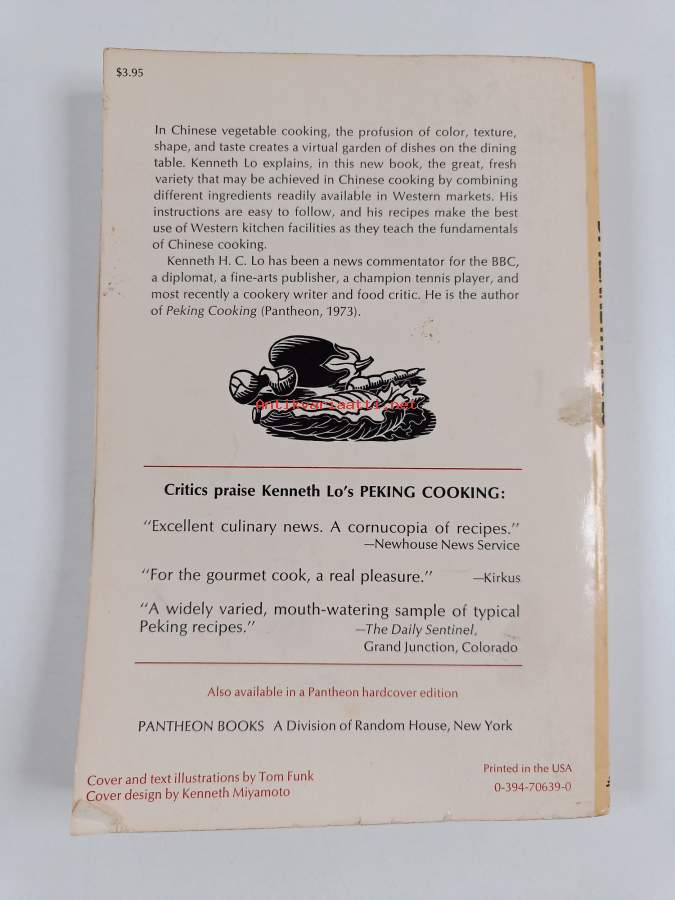 $3.95
In Chinese vegetable cooking, the profusion of color, texture,
shape, and taste creates a virtual garden of dishes on the dining
table. Kenneth Lo explains, in this new book, the great, fresh
variety that may be achieved in Chinese cooking by combining
different ingredients readily available in Western markets. His
instructions are easy to follow, and his recipes make the best
use of Western kitchen facilities as they teach the fundamentals
of Chinese cooking.
Kenneth H. C. Lo has been a news commentator for the BBC,
a diplomat, a fine-arts publisher, a champion tennis player, and
most recently a cookery writer and food critic. He is the author
of Peking Cooking (Pantheon, 1973).
Antikvariaatti.net
Critics praise Kenneth Lo's PEKING COOKING:
"Excellent culinary news. A cornucopia of recipes."
—Newhouse News Service
"For the gourmet cook, a real pleasure." —Kirkus
"A widely varied, mouth-watering sample of typical
Peking recipes." —The Daily Sentinel,
Grand Junction, Colorado
Also available in a Pantheon hardcover edition
PANTHEON BOOKS A Division of Random House, New York
Cover and text illustrations by Tom Funk
Cover design by Kenneth Miyamoto
Printed in the USA
0-394-70639-0